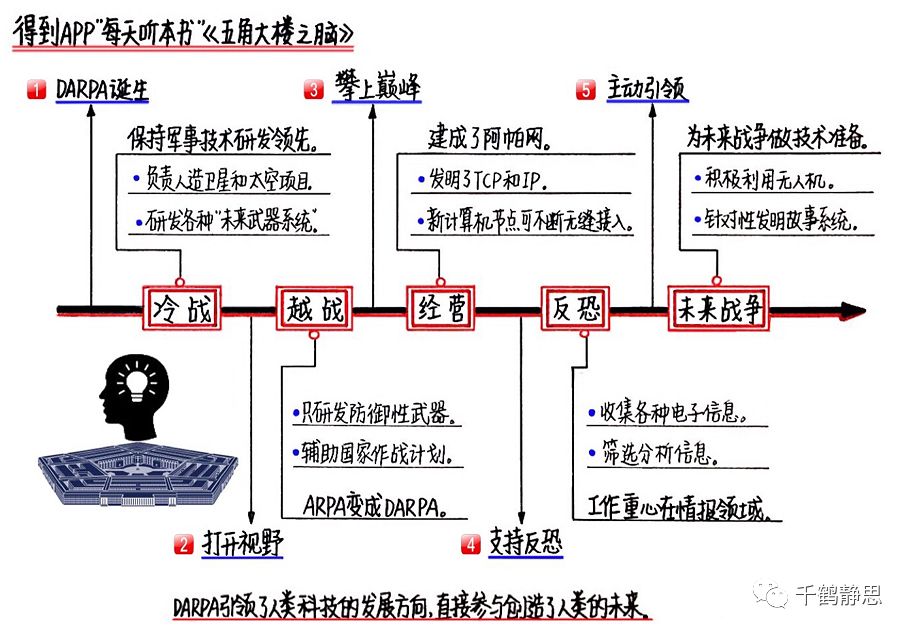 得到APP"每天听本书"《五角大楼之脑》
1 DARPA诞生
保持军事技术研发领先。
•负责人造卫星和太空项目.
•研发各种"未来武器系统".
3 攀上巅峰
建成了阿帕网。
•发明了TCP和IP.
•新计算机节点可不断无缝接入.
5 主动引领
为未来战争做技术准备.
•积极利用无人机.
•针对性发明故事系统.
冷战
越战
经营
反恐
未来战争
•只研发防御性武器.
•辅助国家作战计划.
ARPA变成DARPA.
2 打开视野
•收集各种电子信息.
•筛选分析信息.
工作重心在情报领域.
4 支持反恐
DARPA引领了人类科技的发展方向,直接参与创造了人类的未来.
千鹤静思